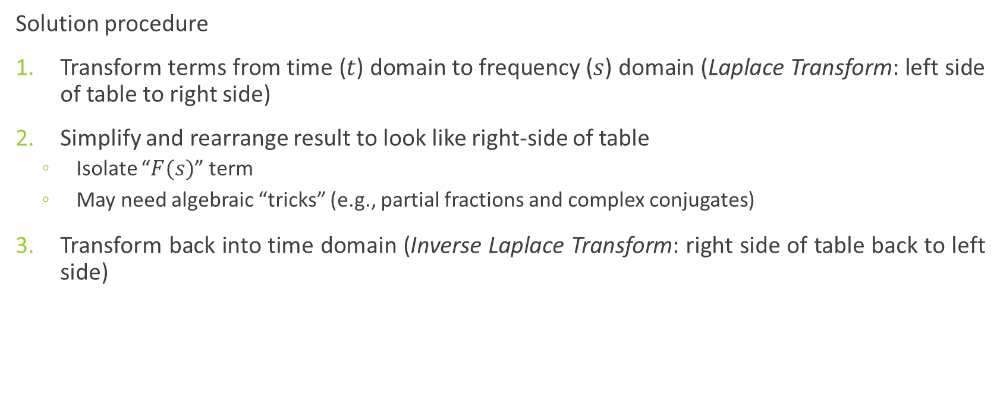 Solution procedure
1. Transform terms from time (𝑡) domain to frequency (𝑠) domain (Laplace Transform: left side
of table to right side)
2. Simplify and rearrange result to look like right-side of table
◦ Isolate “𝐹(𝑠)” term
◦ May need algebraic “tricks” (e.g., partial fractions and complex conjugates)
3. Transform back into time domain (Inverse Laplace Transform: right side of table back to left
side)